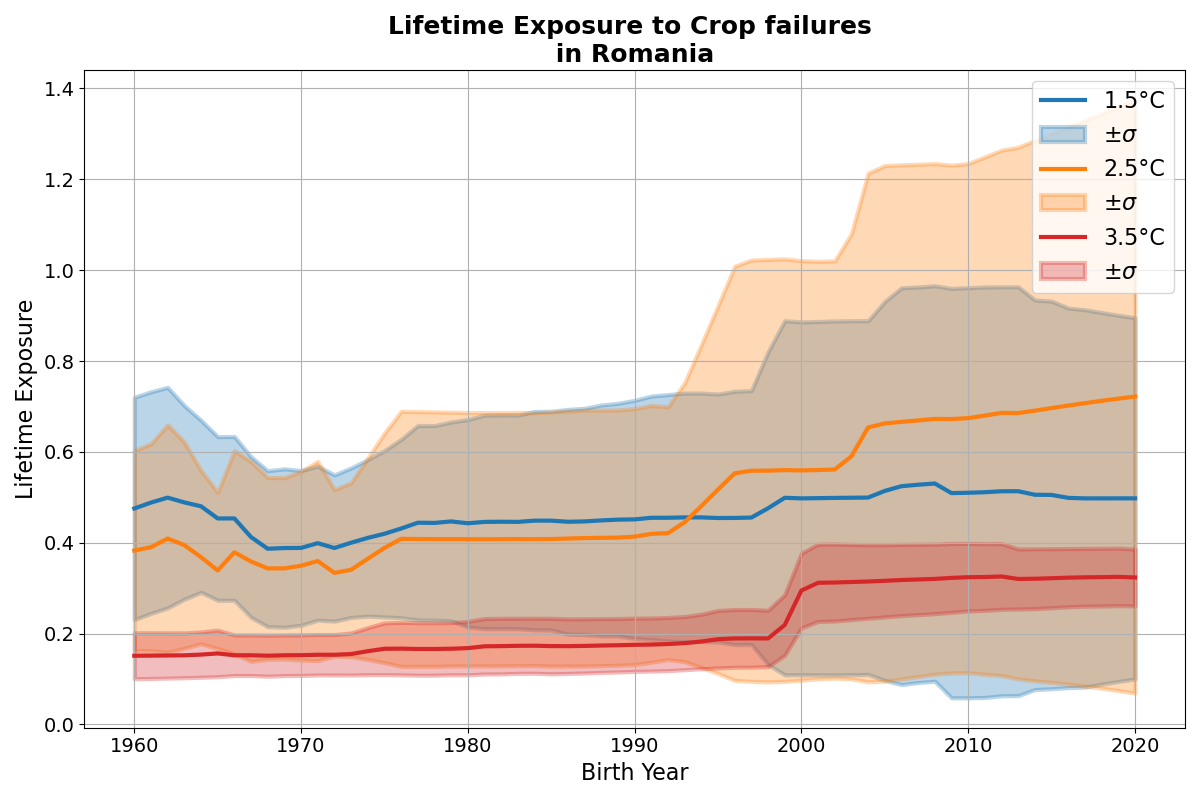 Lifetime Exposure to Crop failures
in Romania
1.4
1.2
1.0
0.8
0.6
0.4
0.2
0.0
Lifetime Exposure
1.5°C
±σ
2.5°C
±σ
3.5°C
±σ
1960 1970 1980 1990 2000 2010 2020
Birth Year